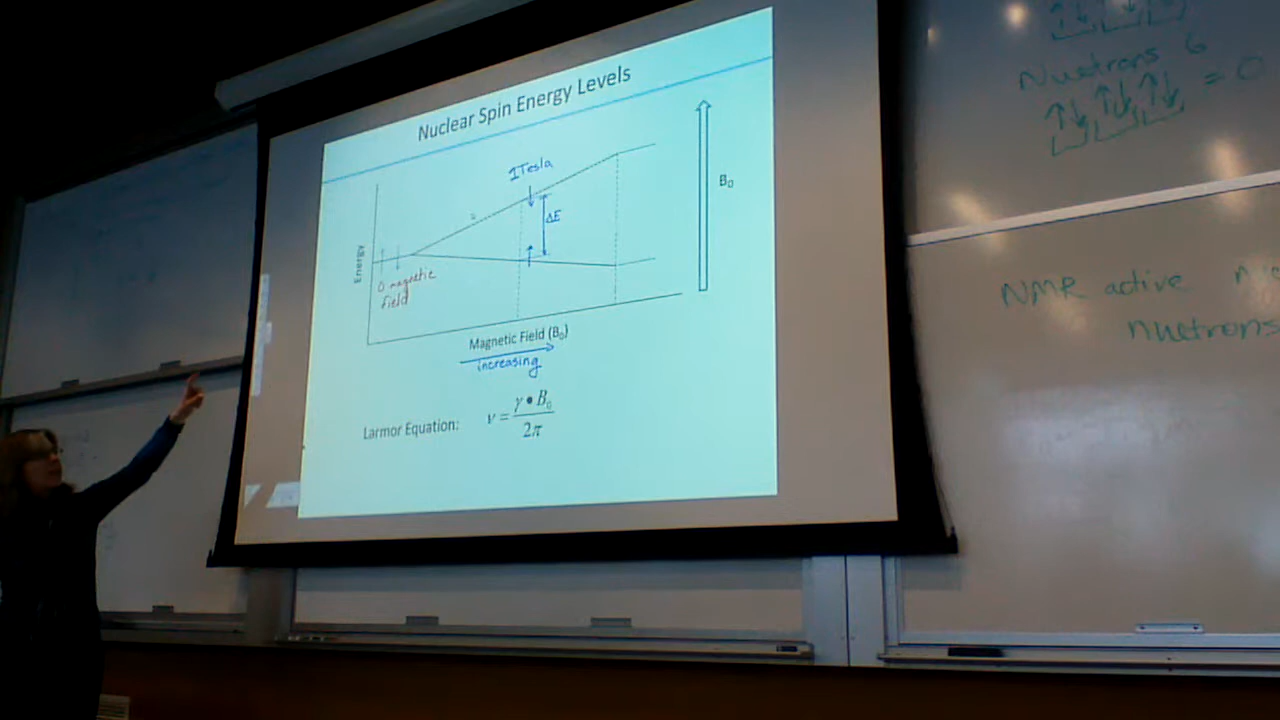 Nuclear Spin Energy Levels
1Tesla
ΔE
B₀
Energy
0 magnetic
field
Magnetic Field (B₀)
increasing
Larmor Equation: ν = γ • B₀ / 2π
Nuetrons 6
= 0
NMR active
nuetrons